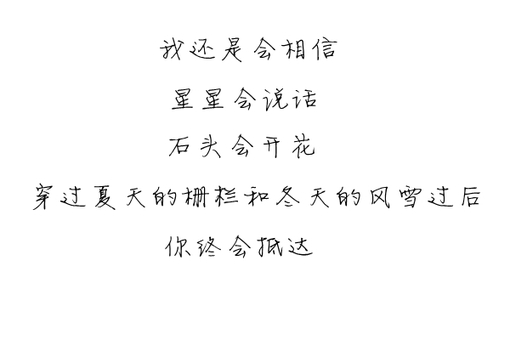 我还是会相信
星星会说话
石头会开花
穿过夏天的栅栏和冬天的风雪过后
你终会抵达